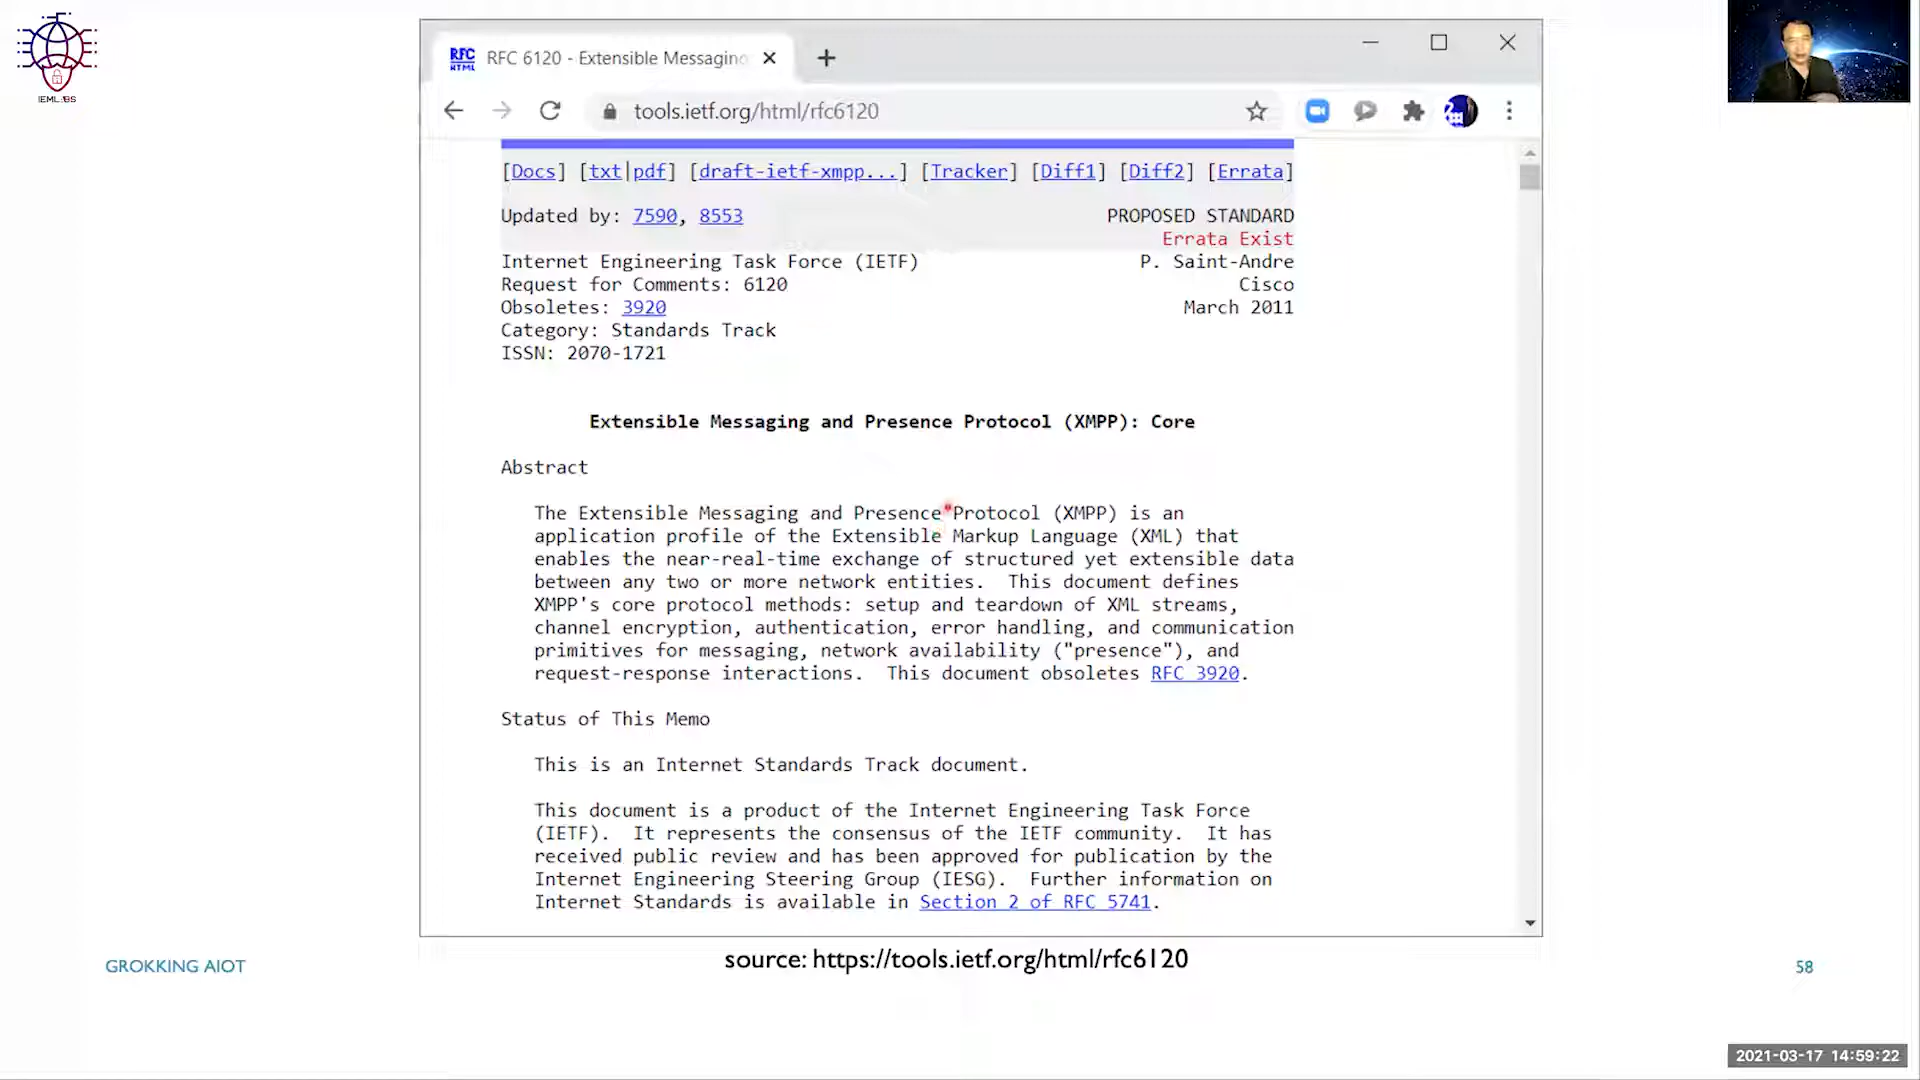 IEMLABS
RFC HTML RFC 6120 - Extensible Messaging
tools.ietf.org/html/rfc6120
[Docs] [txt|pdf] [draft-ietf-xmpp...] [Tracker] [Diff1] [Diff2] [Errata]
Updated by: 7590, 8553 PROPOSED STANDARD
Errata Exist
Internet Engineering Task Force (IETF) P. Saint-Andre
Request for Comments: 6120 Cisco
Obsoletes: 3920 March 2011
Category: Standards Track
ISSN: 2070-1721
Extensible Messaging and Presence Protocol (XMPP): Core
Abstract
The Extensible Messaging and Presence Protocol (XMPP) is an
application profile of the Extensible Markup Language (XML) that
enables the near-real-time exchange of structured yet extensible data
between any two or more network entities. This document defines
XMPP's core protocol methods: setup and teardown of XML streams,
channel encryption, authentication, error handling, and communication
primitives for messaging, network availability ("presence"), and
request-response interactions. This document obsoletes RFC 3920.
Status of This Memo
This is an Internet Standards Track document.
This document is a product of the Internet Engineering Task Force
(IETF). It represents the consensus of the IETF community. It has
received public review and has been approved for publication by the
Internet Engineering Steering Group (IESG). Further information on
Internet Standards is available in Section 2 of RFC 5741.
source: https://tools.ietf.org/html/rfc6120
GROKKING AIOT
58
2021-03-17 14:59:22